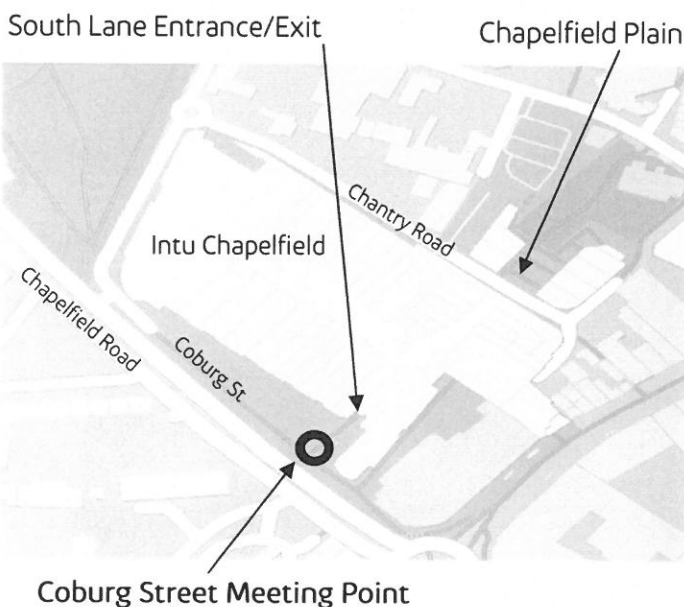 South Lane Entrance/Exit
Chapelfield Plain
Chantry Road
Intu Chapelfield
Chapelfield Road
Coburg St
Coburg Street Meeting Point